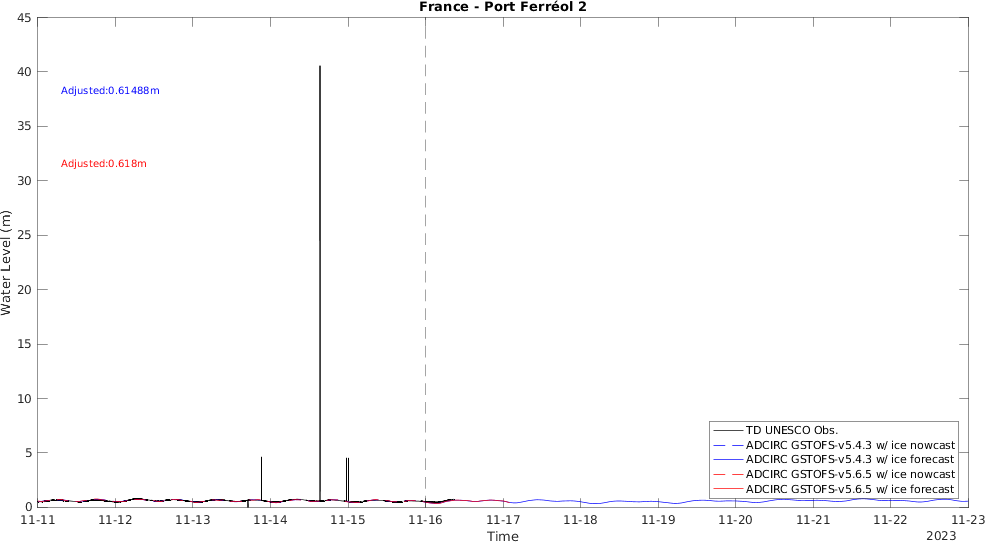 France - Port Ferréol 2
45
40
35
30
25
20
15
10
5
0
Water Level (m)
Adjusted:0.61488m
Adjusted:0.618m
TD UNESCO Obs.
ADCIRC GSTOFS-v5.4.3 w/ ice nowcast
ADCIRC GSTOFS-v5.4.3 w/ ice forecast
ADCIRC GSTOFS-v5.6.5 w/ ice nowcast
ADCIRC GSTOFS-v5.6.5 w/ ice forecast
11-11 11-12 11-13 11-14 11-15 11-16 11-17 11-18 11-19 11-20 11-21 11-22 11-23
Time
2023